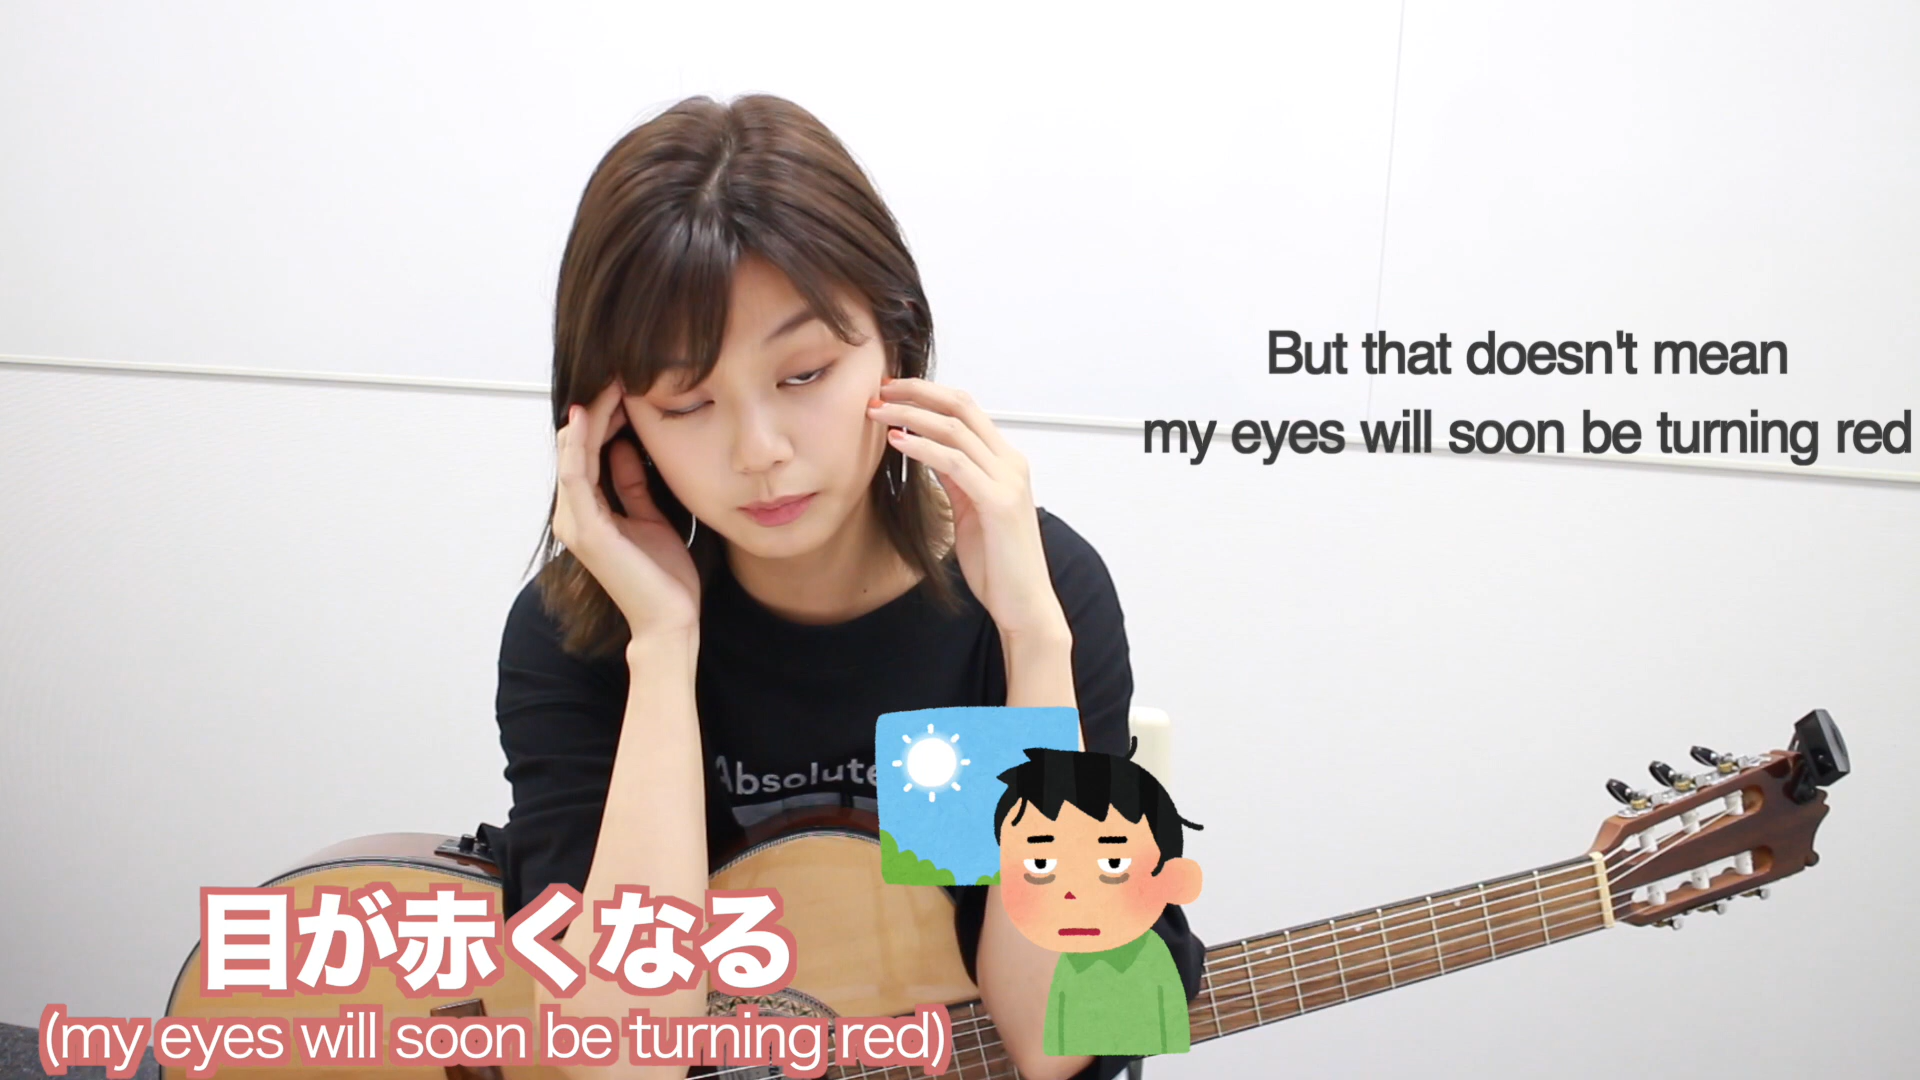 But that doesn't mean
my eyes will soon be turning red
Absolute
目が赤くなる
(my eyes will soon be turning red)